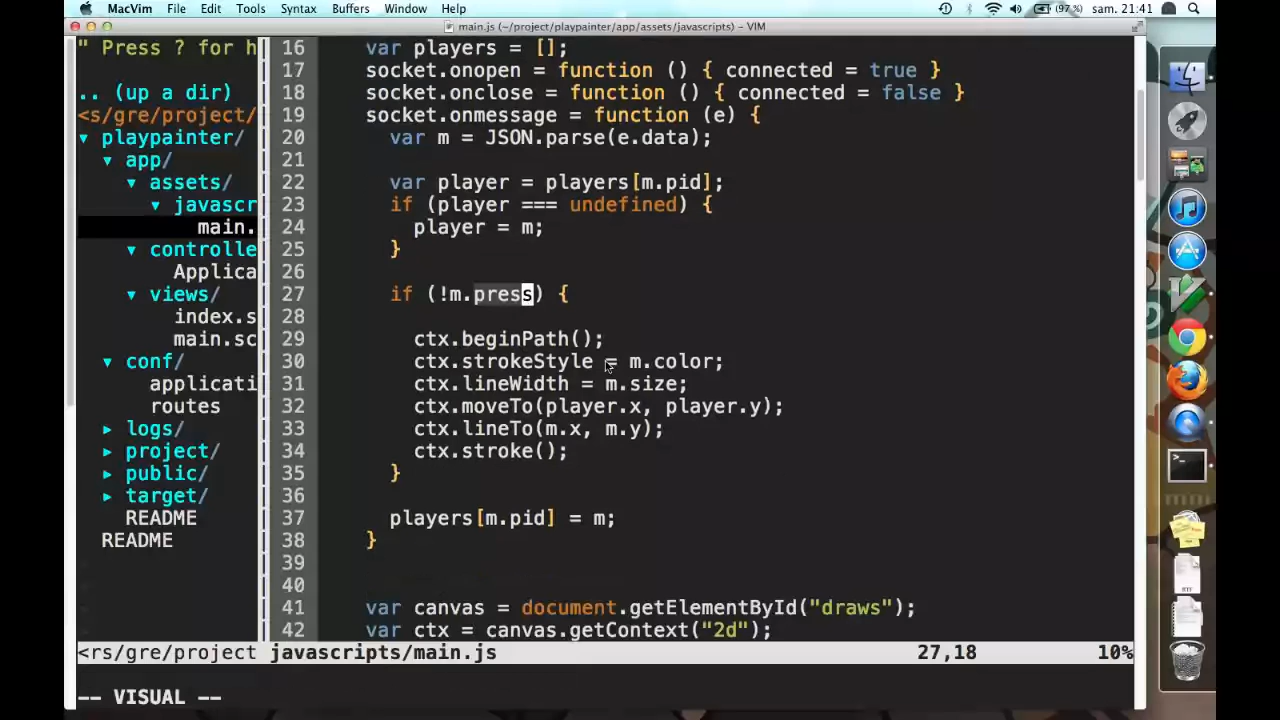 MacVim File Edit Tools Syntax Buffers Window Help (97 %) sam. 21:41
main.js (~/project/playpainter/app/assets/javascripts) – VIM
" Press ? for h
.. (up a dir)
<s/gre/project/
▾ playpainter/
▾ app/
▾ assets/
▾ javascr
main.
▾ controlle
Applica
▾ views/
index.s
main.sc
▾ conf/
applicati
routes
▸ logs/
▸ project/
▸ public/
▸ target/
README
README
16 var players = [];
17 socket.onopen = function () { connected = true }
18 socket.onclose = function () { connected = false }
19 socket.onmessage = function (e) {
20 var m = JSON.parse(e.data);
21
22 var player = players[m.pid];
23 if (player === undefined) {
24 player = m;
25 }
26
27 if (!m.press) {
28
29 ctx.beginPath();
30 ctx.strokeStyle = m.color;
31 ctx.lineWidth = m.size;
32 ctx.moveTo(player.x, player.y);
33 ctx.lineTo(m.x, m.y);
34 ctx.stroke();
35 }
36
37 players[m.pid] = m;
38 }
39
40
41 var canvas = document.getElementById("draws");
42 var ctx = canvas.getContext("2d");
<rs/gre/project javascripts/main.js 27,18 10%
-- VISUAL --